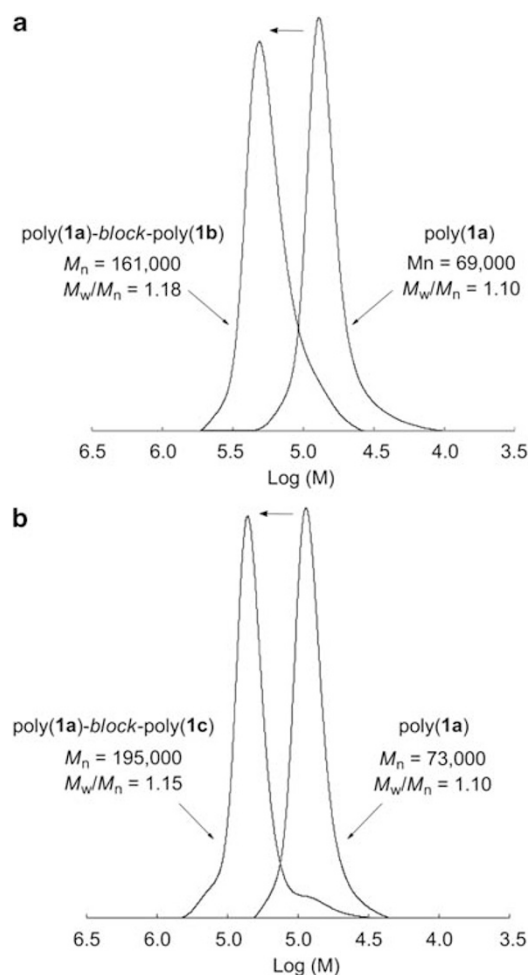 a
poly(1a)-block-poly(1b)
Mn = 161,000
Mw/Mn = 1.18
poly(1a)
Mn = 69,000
Mw/Mn = 1.10
6.5 6.0 5.5 5.0 4.5 4.0 3.5
Log (M)
b
poly(1a)-block-poly(1c)
Mn = 195,000
Mw/Mn = 1.15
poly(1a)
Mn = 73,000
Mw/Mn = 1.10
6.5 6.0 5.0 5.0 4.5 4.0 3.5
Log (M)